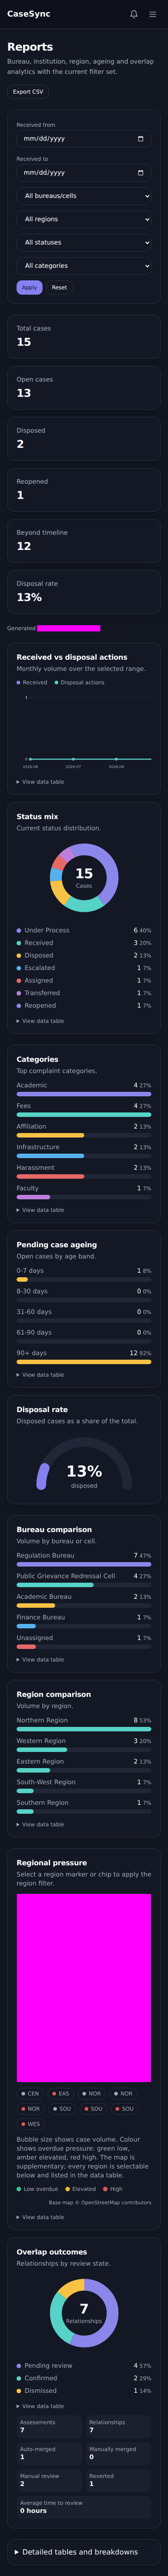 CaseSync
Reports
Bureau, institution, region, ageing and overlap
analytics with the current filter set.
Export CSV
Received from
mm/dd/yyyy
Received to
mm/dd/yyyy
All bureaus/cells
All regions
All statuses
All categories
Apply
Reset
Total cases
15
Open cases
13
Disposed
2
Reopened
1
Beyond timeline
12
Disposal rate
13%
Generated
Received vs disposal actions
Monthly volume over the selected range.
Received
Disposal actions
0
2026-06
2026-07
2026-08
View data table
Status mix
Current status distribution.
15
Cases
Under Process 6 40%
Received 3 20%
Disposed 2 13%
Escalated 1 7%
Assigned 1 7%
Transferred 1 7%
Reopened 1 7%
View data table
Categories
Top complaint categories.
Academic 4 27%
Fees 4 27%
Affiliation 2 13%
Infrastructure 2 13%
Harassment 2 13%
Faculty 1 7%
View data table
Pending case ageing
Open cases by age band.
0-7 days 1 8%
8-30 days 0 0%
31-60 days 0 0%
61-90 days 0 0%
90+ days 12 92%
View data table
Disposal rate
Disposed cases as a share of the total.
13%
disposed
Bureau comparison
Volume by bureau or cell.
Regulation Bureau 7 47%
Public Grievance Redressal Cell 4 27%
Academic Bureau 2 13%
Finance Bureau 1 7%
Unassigned 1 7%
View data table
Region comparison
Volume by region.
Northern Region 8 53%
Western Region 3 20%
Eastern Region 2 13%
South-West Region 1 7%
Southern Region 1 7%
View data table
Regional pressure
Select a region marker or chip to apply the
region filter.
CEN
EAS
NOR
NOR
NOR
SOU
SOU
SOU
WES
Bubble size shows case volume. Colour
shows overdue pressure: green low,
amber elevated, red high. The map is
supplementary; every region is selectable
below and listed in the data table.
Low overdue
Elevated
High
Base map © OpenStreetMap contributors
View data table
Overlap outcomes
Relationships by review state.
7
Relationships
Pending review 4 57%
Confirmed 2 29%
Dismissed 1 14%
View data table
Assessments
7
Relationships
7
Auto-merged
1
Manually merged
0
Manual review
2
Reverted
1
Average time to review
0 hours
Detailed tables and breakdowns